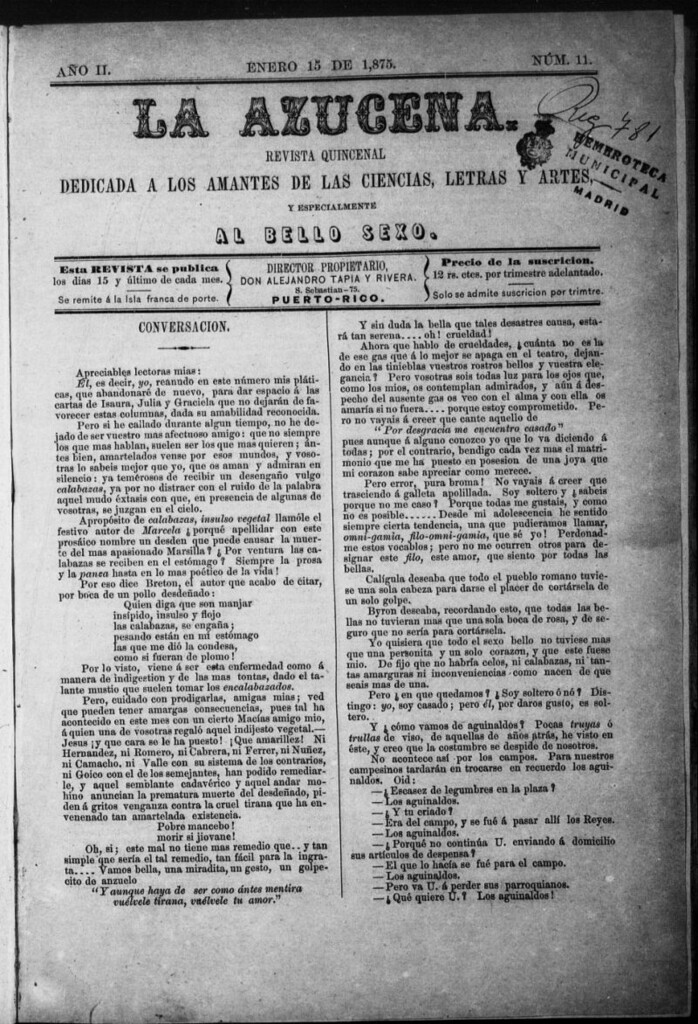 AÑO II.
ENERO 15 DE 1,875.
NÚM. 11.
LA AZUCENA.
Reg 781
HEMEROTECA
MUNICIPAL
MADRID
REVISTA QUINCENAL
DEDICADA A LOS AMANTES DE LAS CIENCIAS, LETRAS Y ARTES,
Y ESPECIALMENTE
AL BELLO SEXO.
Esta REVISTA se publica
los dias 15 y último de cada mes.
Se remite á la Isla franca de porte.
DIRECTOR PROPIETARIO,
DON ALEJANDRO TAPIA Y RIVERA.
S. Sebastian–75.
PUERTO-RICO.
Precio de la suscricion.
12 rs. ctes. por trimestre adelantado.
Solo se admite suscricion por trimtre.
CONVERSACION.
Apreciables lectoras mias:
Él, es decir, yo, reanudo en este número mis pláti-
cas, que abandonaré de nuevo, para dar espacio á las
cartas de Isaura, Julia y Graciela que no dejarán de fa-
vorecer estas columnas, dada su amabilidad reconocida.
Pero si he callado durante algun tiempo, no he de-
jado de ser vuestro mas afectuoso amigo: que no siempre
los que mas hablan, suelen ser los que mas quieren; án-
tes bien, amartelados vense por esos mundos, y voso-
tras lo sabeis mejor que yo, que os aman y admiran en
silencio: ya temerosos de recibir un desengaño vulgo
calabazas, ya por no distraer con el ruido de la palabra
aquel mudo éxtasis con que, en presencia de algunas de
vosotras, se juzgan en el cielo.
Apropósito de calabazas, insulso vegetal llamóle el
festivo autor de Marcela ¿porqué apellidar con este
prosáico nombre un desden que puede causar la muer-
te del mas apasionado Marsilla? ¿Por ventura las ca-
labazas se reciben en el estómago? Siempre la prosa
y la panza hasta en lo mas poético de la vida!
Por eso dice Breton, el autor que acabo de citar,
por boca de un pollo desdeñado:
Quien diga que son manjar
insípido, insulso y flojo
las calabazas, se engaña;
pesando están en mi estómago
las que me dió la condesa,
como si fueran de plomo!
Por lo visto, viene á ser esta enfermedad como á
manera de indigestion y de las mas tontas, dado el ta-
lante mustio que suelen tomar los encalabazados.
Pero, cuidado con prodigarlas, amigas mias; ved
que pueden tener amargas consecuencias, pues tal ha
acontecido en este mes con un cierto Macías amigo mio,
á quien una de vosotras regaló aquel indijesto vegetal.—
Jesus; y que cara se le ha puesto! ¡Que amarillez! Ni
Hernandez, ni Romero, ni Cabrera, ni Ferrer, ni Nuñez,
ni Camacho, ni Valle con su sistema de los contrarios,
ni Goico con el de los semejantes, han podido remediar-
le, y aquel semblante cadavérico y aquel andar mo-
hino anuncian la prematura muerte del desdeñado, pi-
den á gritos venganza contra la cruel tirana que ha en-
venenado tan amartelada existencia.
Pobre mancebo!
morir si jiovane!
Oh, si; este mal no tiene mas remedio que.. y tan
simple que sería el tal remedio, tan fácil para la ingra-
ta.... Vamos bella, una miradita, un gesto, un golpe-
cito de anzuelo
"Y aunque haya de ser como ántes mentira
vuélvele tirana, vuélvele tu amor."
Y sin duda la bella que tales desastres causa, esta-
rá tan serena.... oh! crueldad!
Ahora que hablo de crueldades, ¿cuánta no es la
de ese gas que á lo mejor se apaga en el teatro, dejan-
do en las tinieblas vuestros rostros bellos y vuestra ele-
gancia? Pero vosotras sois todas luz para los ojos que,
como los mios, os contemplan admirados, y aún á des-
pecho del ausente gas os veo con el alma y con ella os
amaría si no fuera.... porque estoy comprometido. Pe-
ro no vayais á creer que canto aquello de
"Por desgracia me encuentro casado"
pues aunque á alguno conozco yo que lo va diciendo á
todas; por el contrario, bendigo cada vez mas el matri-
monio que me ha puesto en posesion de una joya que
mi corazon sabe apreciar como merece.
Pero error, pura broma! No vayais á creer que
trasciendo á galleta apolillada. Soy soltero y ¿sabeis
porque no me caso? Porque todas me gustais, y como
no es posible...... Desde mi adolescencia he sentido
siempre cierta tendencia, una que pudieramos llamar,
omni-gamia, filo-omni-gamia, que sé yo! Perdonad-
me estos vocablos; pero no me ocurren otros para de-
signar este filo, este amor, que siento por todas las
bellas.
Calígula deseaba que todo el pueblo romano tuvie-
se una sola cabeza para darse el placer de cortársela de
un solo golpe.
Byron deseaba, recordando esto, que todas las be-
llas no tuvieran mas que una sola boca de rosa, y de se-
guro que no sería para cortársela.
Yo quisiera que todo el sexo bello no tuviese mas
que una personita y un solo corazon, y que este fuese
mio. De fijo que no habría celos, ni calabazas, ni tan-
tas amarguras ni inconveniencias como nacen de que
seais mas de una.
Pero ¿en que quedamos? ¿Soy soltero ó nó? Distin-
go: yo, soy casado; pero él, por daros gusto, es sol-
tero.
Y ¿cómo vamos de aguinaldos? Pocas truyas ó
trullas de viso, de aquellas de años atrás, he visto en
éste, y creo que la costumbre se despide de nosotros.
No acontece así por los campos. Para nuestros
campesinos tardarán en trocarse en recuerdo los agui-
naldos. Oid:
—¿Escasez de legumbres en la plaza?
—Los aguinaldos.
—¿Y tu criado?
—Era del campo, y se fué á pasar allí los Reyes.
—Los aguinaldos.
—¿Porqué no continúa U. enviando á domicilio
sus artículos de despensa?
—El que lo hacía se fué para el campo.
—Los aguinaldos.
—Pero va U. á perder sus parroquianos.
—¿Qué quiere U.? Los aguinaldos!